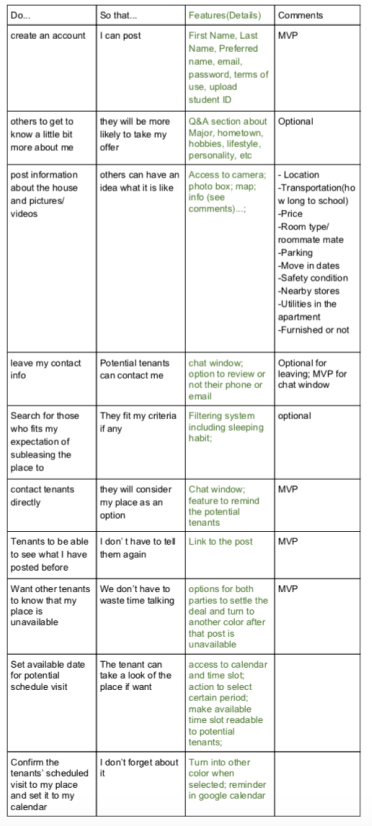 Do...
So that...
Features(Details)
Comments
create an account
I can post
First Name, Last
Name, Preferred
name, email,
password, terms of
use, upload
student ID
MVP
others to get to
know a little bit
more about me
they will be more
likely to take my
offer
Q&A section about
Major, hometown,
hobbies, lifestyle,
personality, etc
Optional
post information
about the house
and pictures/
videos
others can have an
idea what it is like
Access to camera;
photo box; map;
info (see
comments)...;
- Location
-Transportation(ho
w long to school)
-Price
-Room type/
roommate mate
-Parking
-Move in dates
-Safety condition
-Nearby stores
-Utilities in the
apartment
-Furnished or not
leave my contact
info
Potential tenants
can contact me
chat window;
option to review or
not their phone or
email
Optional for
leaving; MVP for
chat window
Search for those
who fits my
expectation of
subleasing the
place to
They fit my criteria
if any
Filtering system
including sleeping
habit;
optional
contact tenants
directly
they will consider
my place as an
option
Chat window;
feature to remind
the potential
tenants
MVP
Tenants to be able
to see what I have
posted before
I don' t have to tell
them again
Link to the post
MVP
Want other tenants
to know that my
place is
unavailable
We don't have to
waste time talking
options for both
parties to settle the
deal and turn to
another color after
that post is
unavailable
MVP
Set available date
for potential
schedule visit
The tenant can
take a look of the
place if want
access to calendar
and time slot;
action to select
certain period;
make available
time slot readable
to potential
tenants;
Confirm the
tenants' scheduled
visit to my place
and set it to my
calendar
I don't forget about
it
Turn into other
color when
selected; reminder
in google calendar